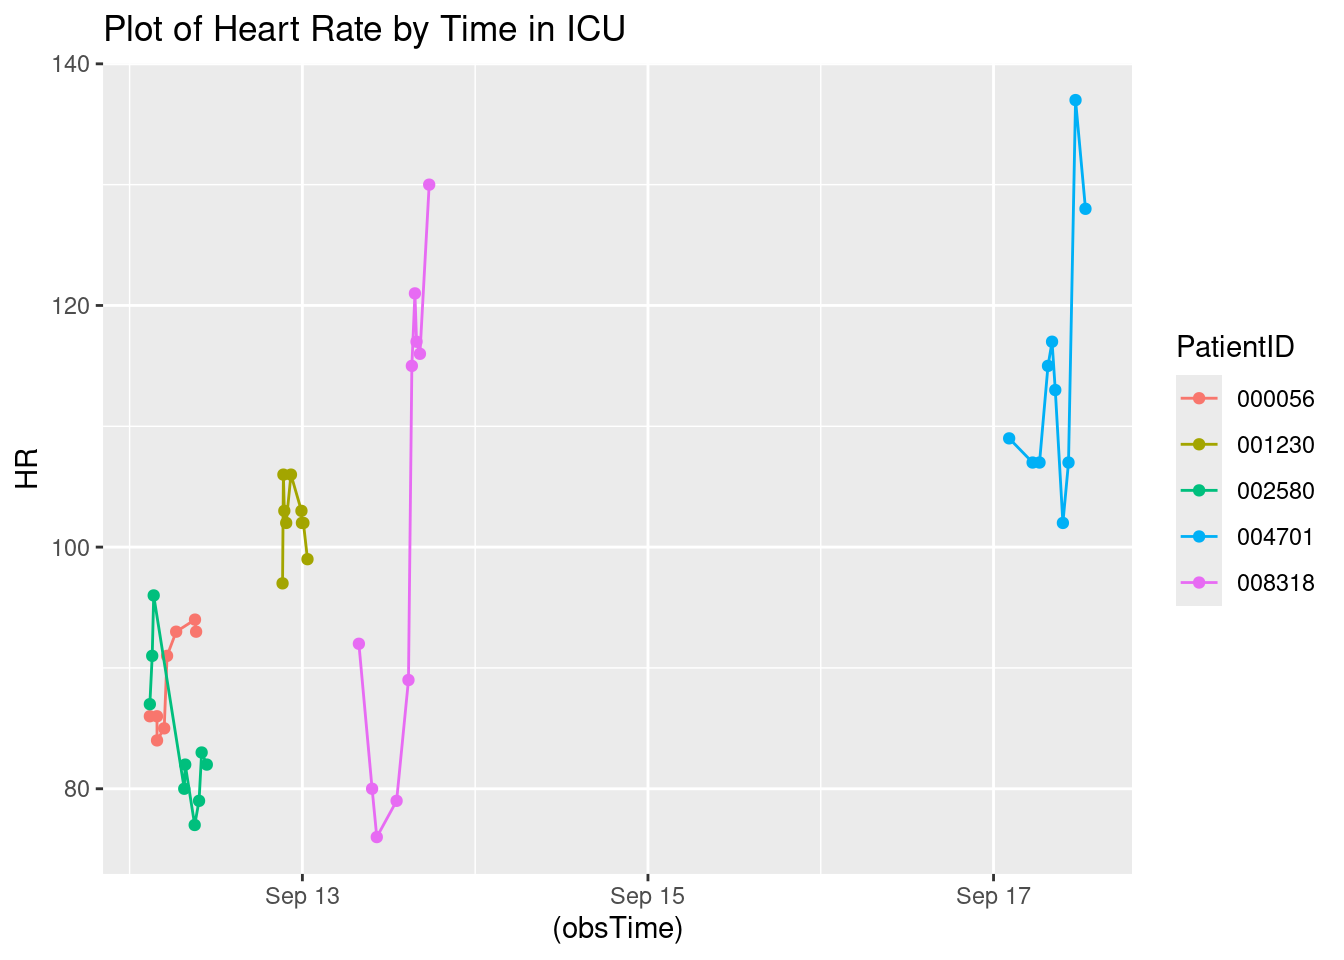 Plot of Heart Rate by Time in ICU
140
120
100
80
HR
Sep 13
Sep 15
Sep 17
(obsTime)
PatientID
000056
001230
002580
004701
008318